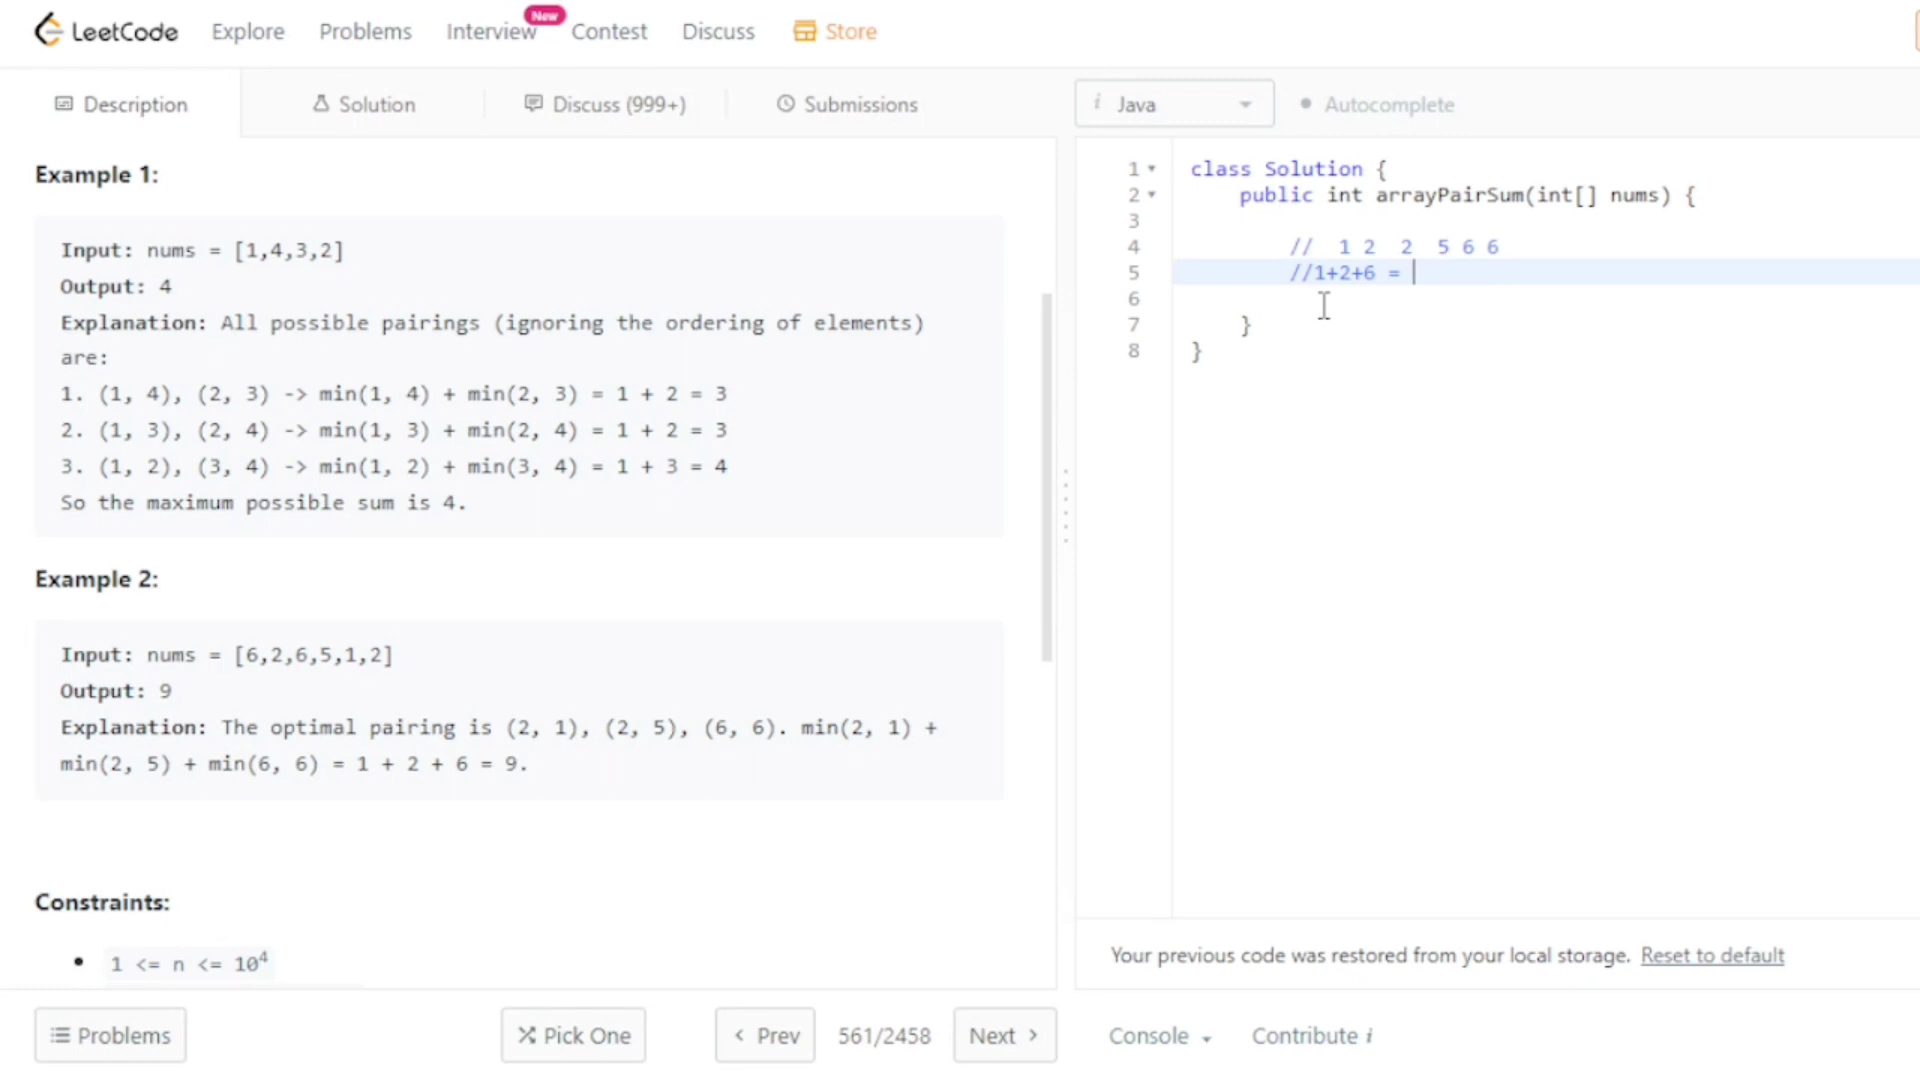 LeetCode Explore Problems Interview New Contest Discuss Store
Description Solution Discuss (999+) Submissions
Example 1:
Input: nums = [1,4,3,2]
Output: 4
Explanation: All possible pairings (ignoring the ordering of elements)
are:
1. (1, 4), (2, 3) -> min(1, 4) + min(2, 3) = 1 + 2 = 3
2. (1, 3), (2, 4) -> min(1, 3) + min(2, 4) = 1 + 2 = 3
3. (1, 2), (3, 4) -> min(1, 2) + min(3, 4) = 1 + 3 = 4
So the maximum possible sum is 4.
Example 2:
Input: nums = [6,2,6,5,1,2]
Output: 9
Explanation: The optimal pairing is (2, 1), (2, 5), (6, 6). min(2, 1) +
min(2, 5) + min(6, 6) = 1 + 2 + 6 = 9.
Constraints:
• 1 <= n <= 10⁴
Problems Pick One < Prev 561/2458 Next >
i Java Autocomplete
1 class Solution {
2 public int arrayPairSum(int[] nums) {
3
4 // 1 2 2 5 6 6
5 //1+2+6 =
6
7 }
8 }
Your previous code was restored from your local storage. Reset to default
Console Contribute i